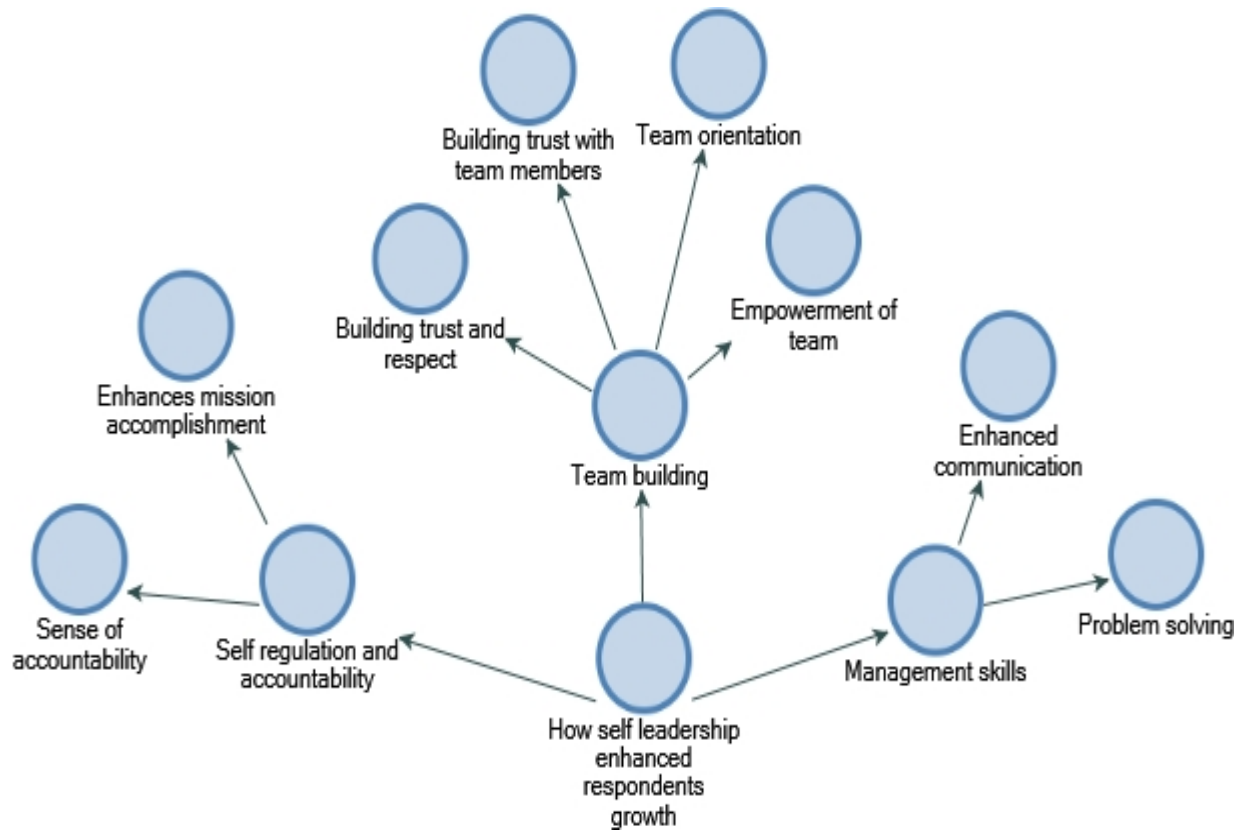 Building trust with
team members
Team orientation
Building trust and
respect
Empowerment of
team
Enhances mission
accomplishment
Team building
Enhanced
communication
Sense of
accountability
Self regulation and
accountability
Management skills
Problem solving
How self leadership
enhanced
respondents
growth